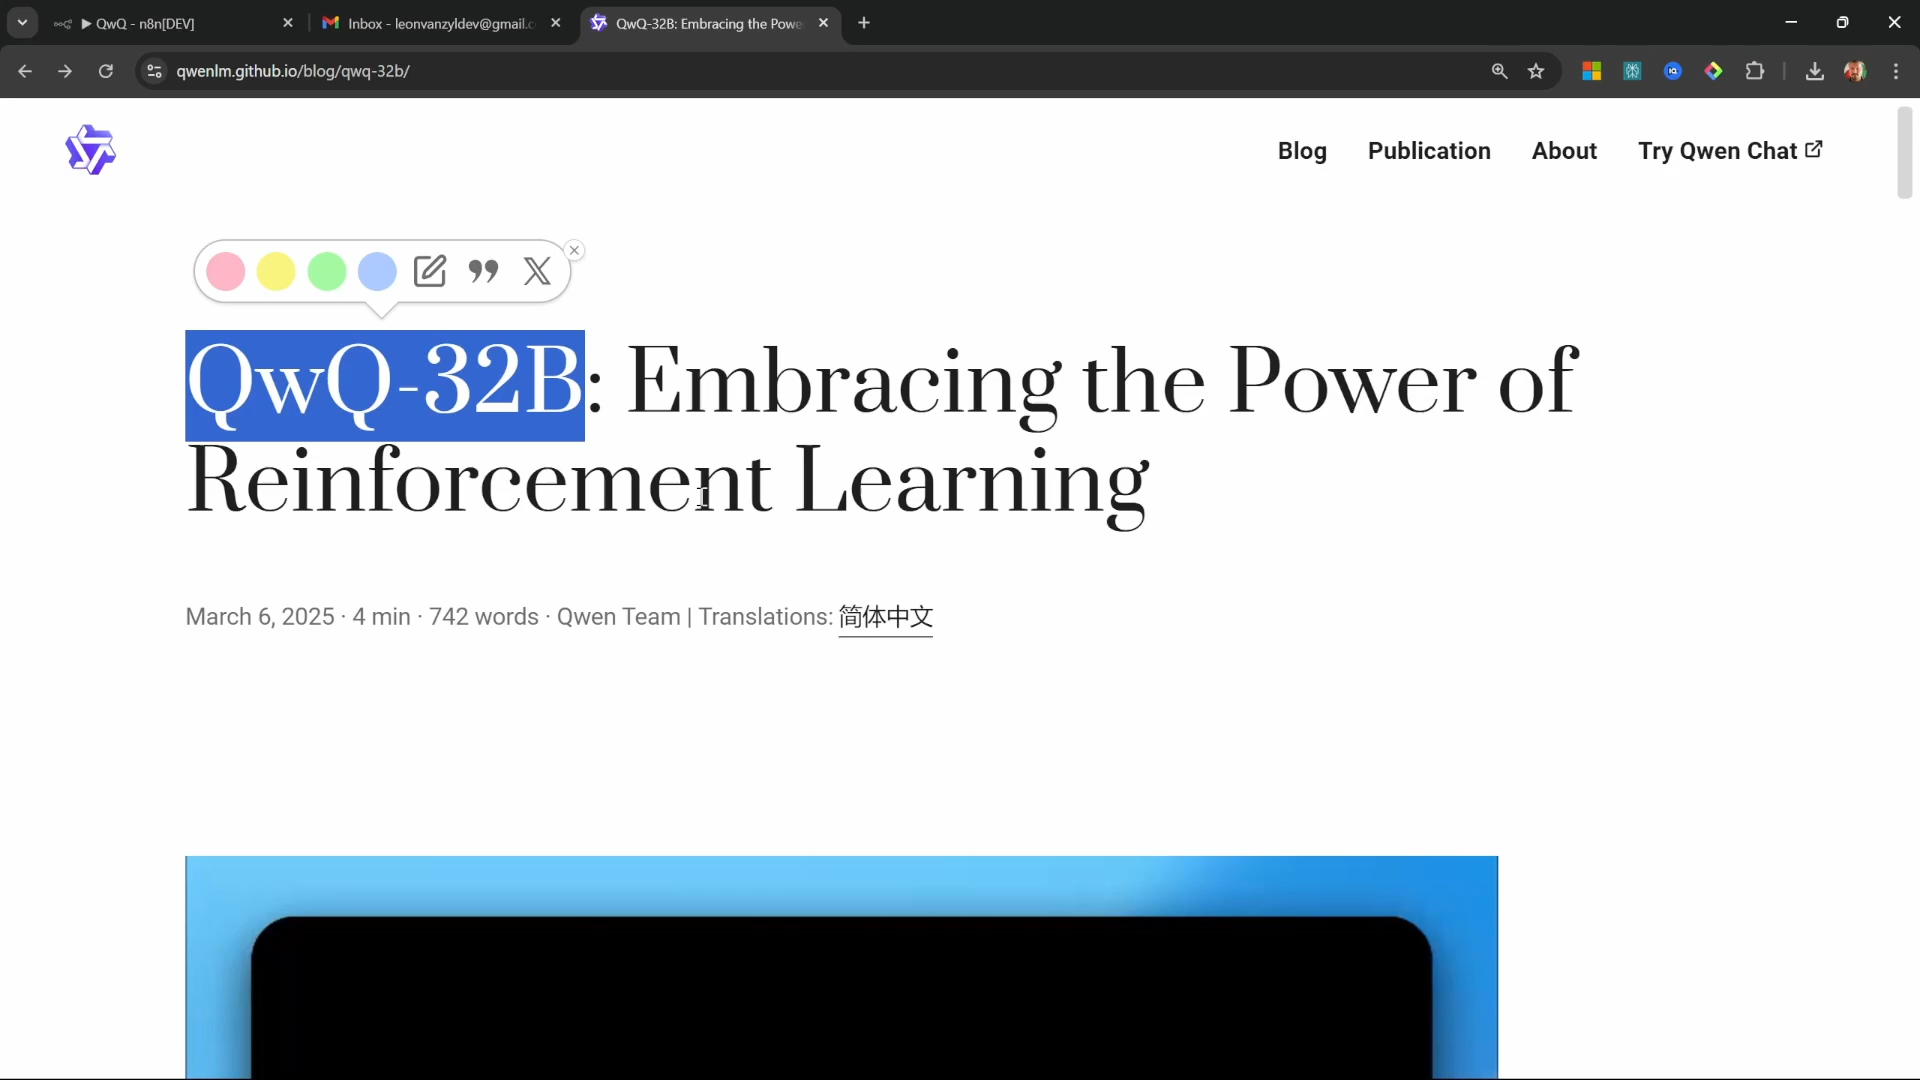 QwQ - n8n[DEV]
Inbox - leonvanzyldev@gmail.c
QwQ-32B: Embracing the Powe
qwenlm.github.io/blog/qwq-32b/
Blog
Publication
About
Try Qwen Chat
QwQ-32B: Embracing the Power of
Reinforcement Learning
March 6, 2025 · 4 min · 742 words · Qwen Team | Translations: 简体中文